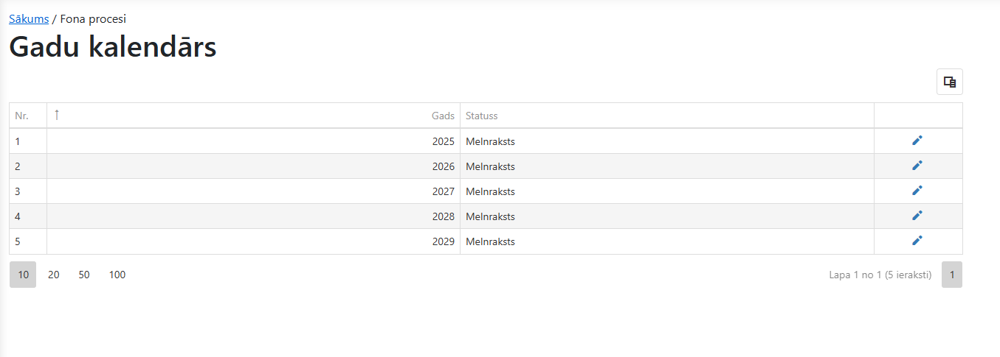 Sākums / Fona procesi
Gadu kalendārs
Nr. ↑ Gads Statuss
1 2025 Melnraksts
2 2026 Melnraksts
3 2027 Melnraksts
4 2028 Melnraksts
5 2029 Melnraksts
10 20 50 100 Lapa 1 no 1 (5 ieraksti) 1